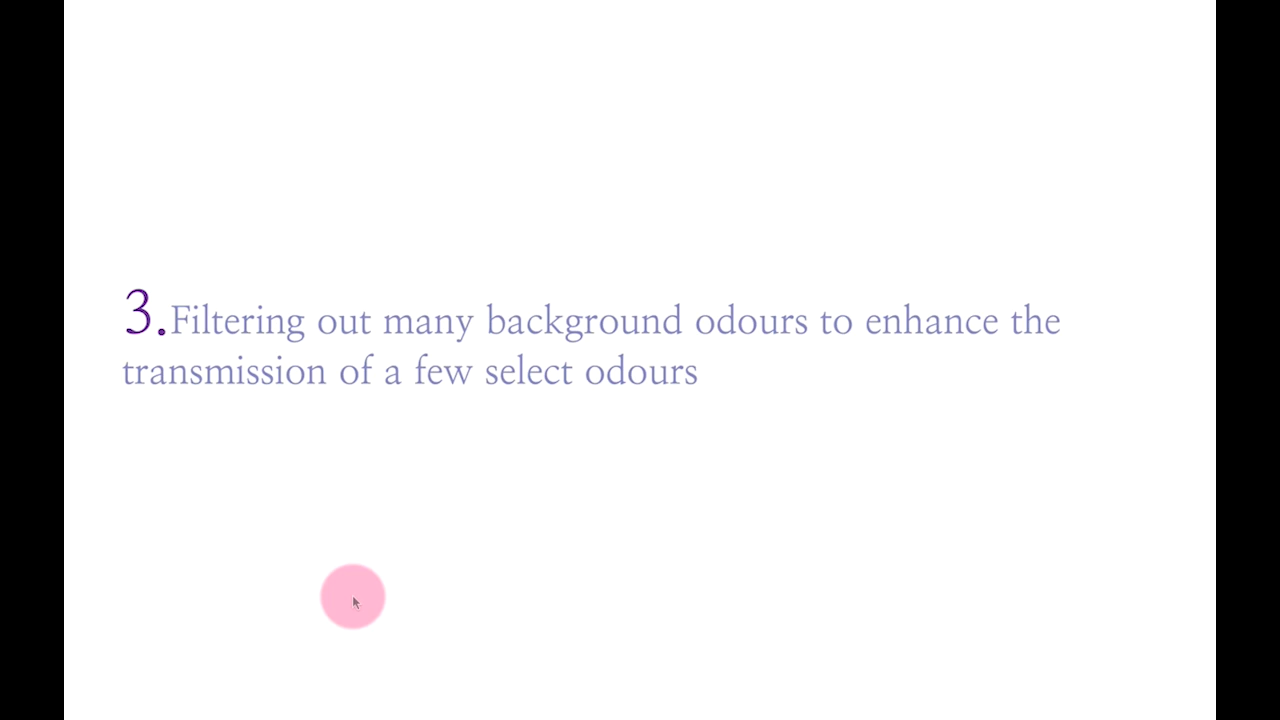 3.Filtering out many background odours to enhance the
transmission of a few select odours